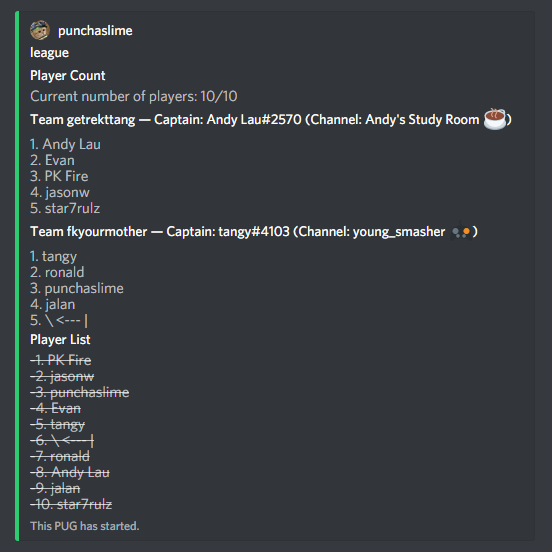 punchaslime
league
Player Count
Current number of players: 10/10
Team getrekttang — Captain: Andy Lau#2570 (Channel: Andy's Study Room ☕)
1. Andy Lau
2. Evan
3. PK Fire
4. jasonw
5. star7rulz
Team fkyourmother — Captain: tangy#4103 (Channel: young_smasher )
1. tangy
2. ronald
3. punchaslime
4. jalan
5. \ <--- |
Player List
-1. PK Fire
-2. jasonw
-3. punchaslime
-4. Evan
-5. tangy
-6. \ <--- |
-7. ronald
-8. Andy Lau
-9. jalan
-10. star7rulz
This PUG has started.